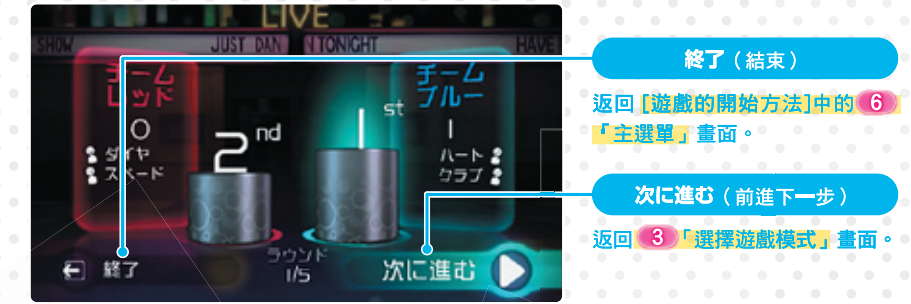 LIVE
SHOW JUST DAN N TONIGHT HAVE
チーム
レッド
0
ダイヤ
スペード
2nd
1st
チーム
ブルー
1
ハート
クラブ
ラウンド
1/5
終了
次に進む
終了（結束）
返回 [遊戲的開始方法]中的 6
「主選單」畫面。
次に進む（前進下一步）
返回 3 「選擇遊戲模式」畫面。